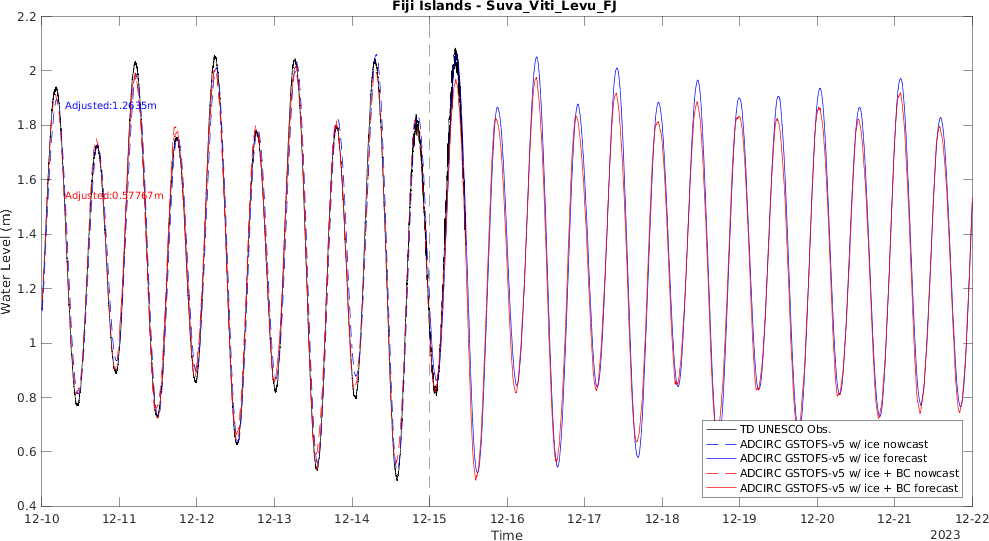 Fiji Islands - Suva_Viti_Levu_FJ
2.2
2
1.8
1.6
1.4
1.2
1
0.8
0.6
0.4
Water Level (m)
Adjusted:1.2635m
Adjusted:0.57767m
TD UNESCO Obs.
ADCIRC GSTOFS-v5 w/ ice nowcast
ADCIRC GSTOFS-v5 w/ ice forecast
ADCIRC GSTOFS-v5 w/ ice + BC nowcast
ADCIRC GSTOFS-v5 w/ ice + BC forecast
12-10 12-11 12-12 12-13 12-14 12-15 12-16 12-17 12-18 12-19 12-20 12-21 12-22
Time
2023